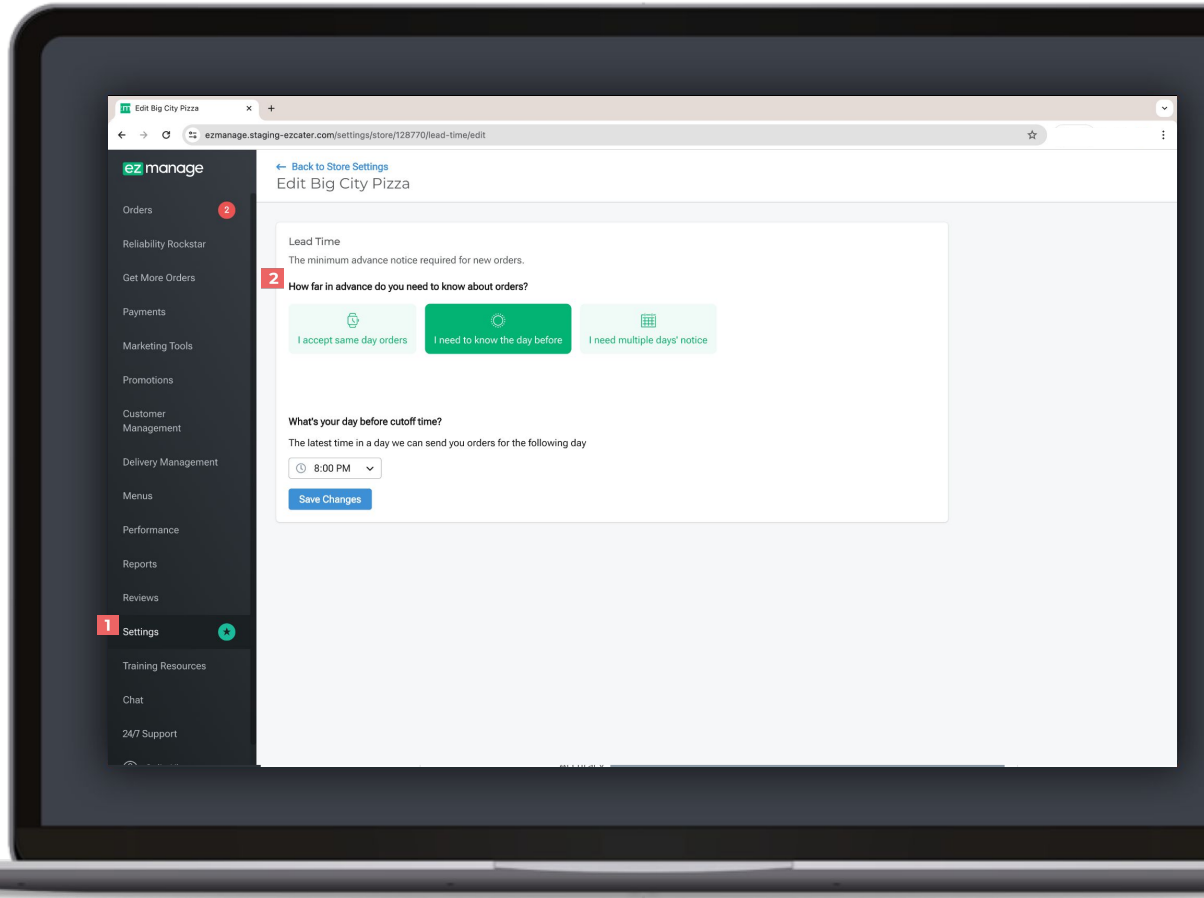 Edit Big City Pizza
ezmanage.staging-ezcater.com/settings/store/128770/lead-time/edit
ez manage
← Back to Store Settings
Edit Big City Pizza
Orders 2
Reliability Rockstar
Get More Orders
Payments
Marketing Tools
Promotions
Customer
Management
Delivery Management
Menus
Performance
Reports
Reviews
1 Settings
Training Resources
Chat
24/7 Support
Lead Time
The minimum advance notice required for new orders.
2 How far in advance do you need to know about orders?
I accept same day orders
I need to know the day before
I need multiple days' notice
What's your day before cutoff time?
The latest time in a day we can send you orders for the following day
8:00 PM
Save Changes